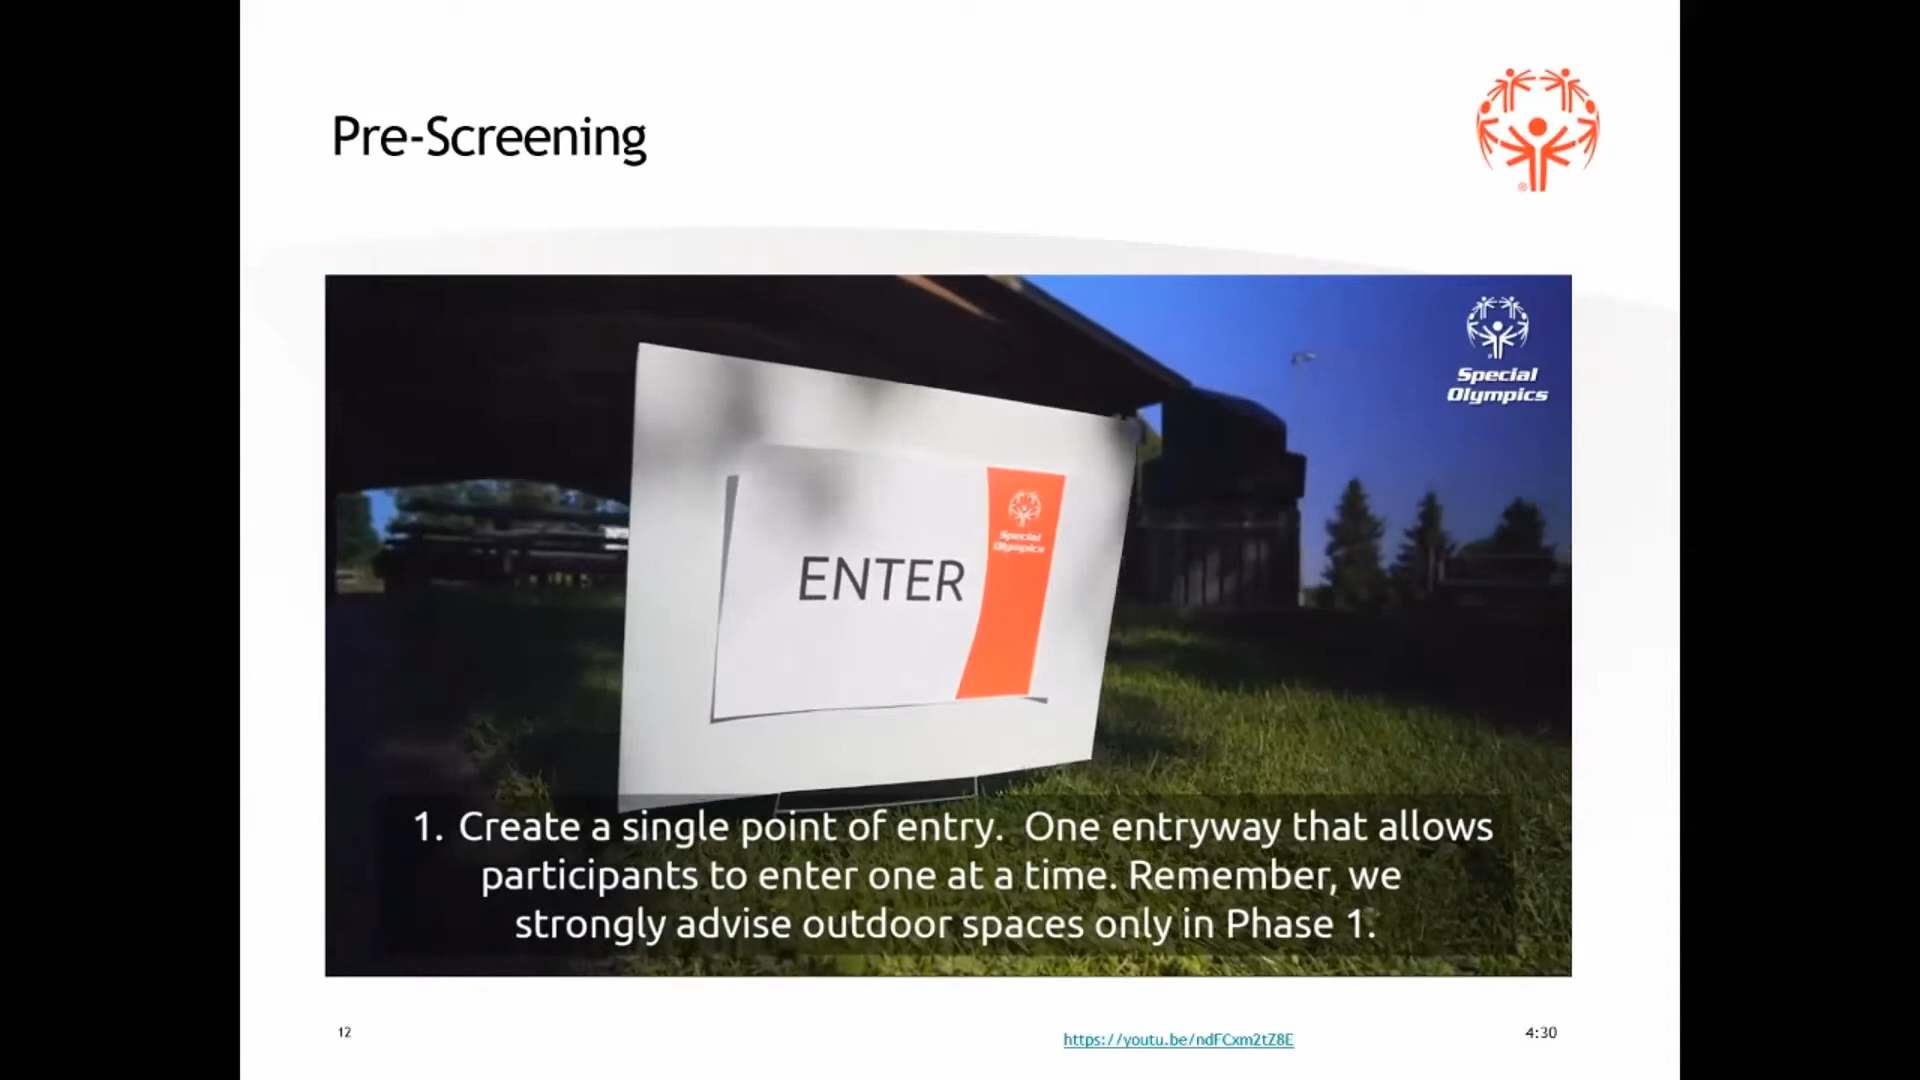 Pre-Screening
®
Special
Olympics
Special
Olympics
ENTER
1. Create a single point of entry. One entryway that allows
participants to enter one at a time. Remember, we
strongly advise outdoor spaces only in Phase 1.
12
https://youtu.be/ndFCxm2tZ8E
4:30